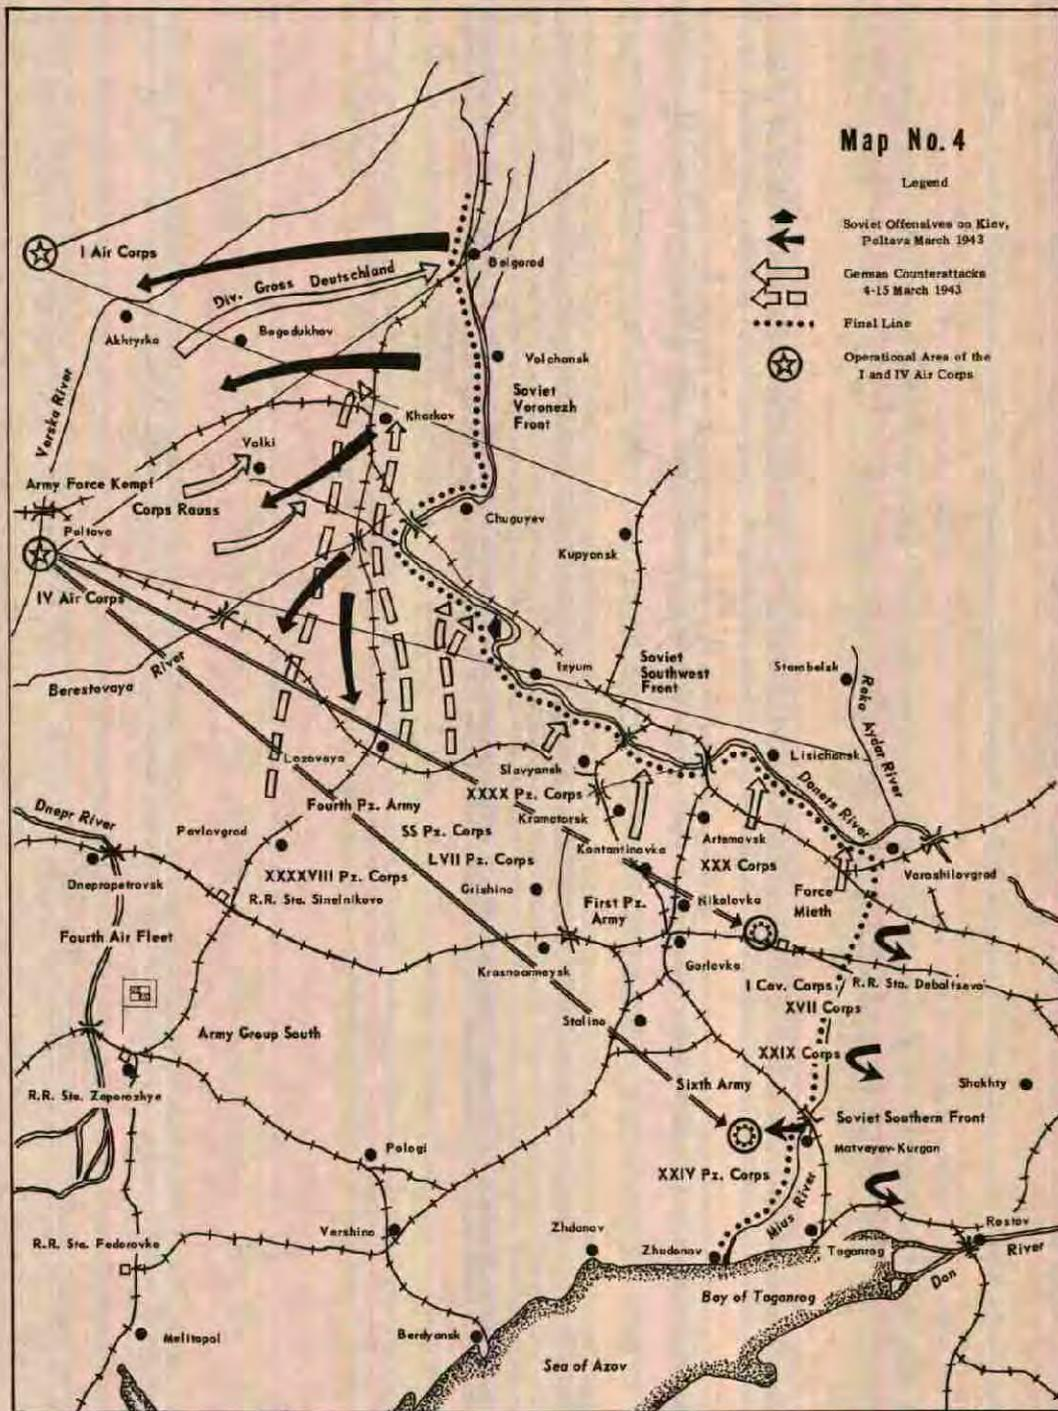 Map No. 4
Legend
Soviet Offensives on Kiev,
Poltava March 1943
German Counterattacks
4-15 March 1943
Final Line
Operational Area of the
I and IV Air Corps
I Air Corps
Belgorod
Div. Gross Deutschland
Akhtyrka
Bogodukhov
Volchansk
Vorska River
Soviet
Voronezh
Front
Kharkov
Valki
Army Force Kempf
Corps Rauss
Chuguyev
Poltava
Kupyansk
IV Air Corps
Berestovaya
River
Izyum
Soviet
Southwest
Front
Starobelsk
Reka Aydar River
Lozovaya
Slavyansk
Lisichansk
Donets River
Dnepr River
Fourth Pz. Army
XXXX Pz. Corps
Kramatorsk
Pavlovgrad
SS Pz. Corps
Artemovsk
Kontantinovka
LVII Pz. Corps
XXX Corps
Dnepropetrovsk
XXXXVIII Pz. Corps
Grishino
Force
Mieth
Voroshilovgrad
R.R. Sta. Sinelnikovo
First Pz.
Army
Nikolovka
Fourth Air Fleet
Krasnoarmeysk
Gorlovka
I Cav. Corps
R.R. Sta. Debaltsevo
XVII Corps
Army Group South
Stalino
XXIX Corps
R.R. Sta. Zaporozhye
Sixth Army
Shakhty
Soviet Southern Front
Matveyev-Kurgan
Pologi
XXIV Pz. Corps
Mius River
R.R. Sta. Fedorovka
Vershino
Zhdanov
Zhudanov
Taganrog
Rostov
River
Don
Bay of Taganrog
Melitopol
Berdyansk
Sea of Azov